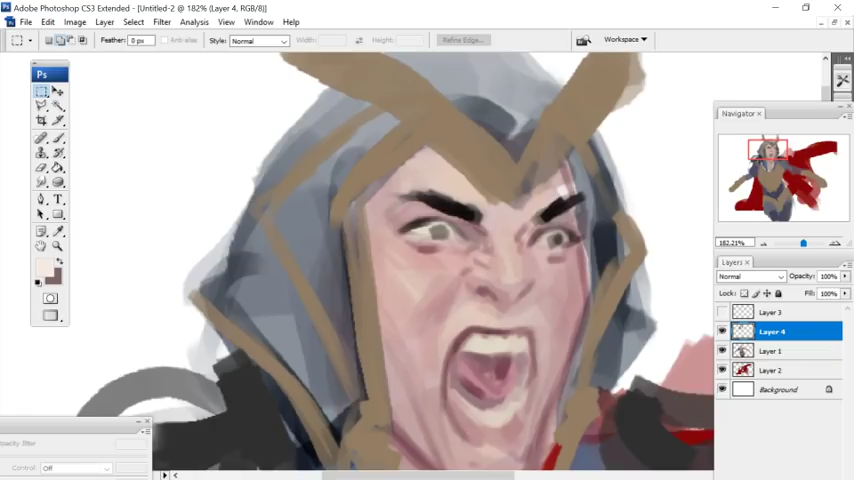 Adobe Photoshop CS3 Extended - [Untitled-2 @ 182% (Layer 4, RGB/8)]
File Edit Image Layer Select Filter Analysis View Window Help
Feather: 0 px Anti-alias Style: Normal Width: Height: Refine Edge... Workspace
Ps
Navigator
182.21%
Layers
Normal Opacity: 100%
Lock: Fill: 100%
Layer 3
Layer 4
Layer 1
Layer 2
Background
Opacity Jitter
Control: Off